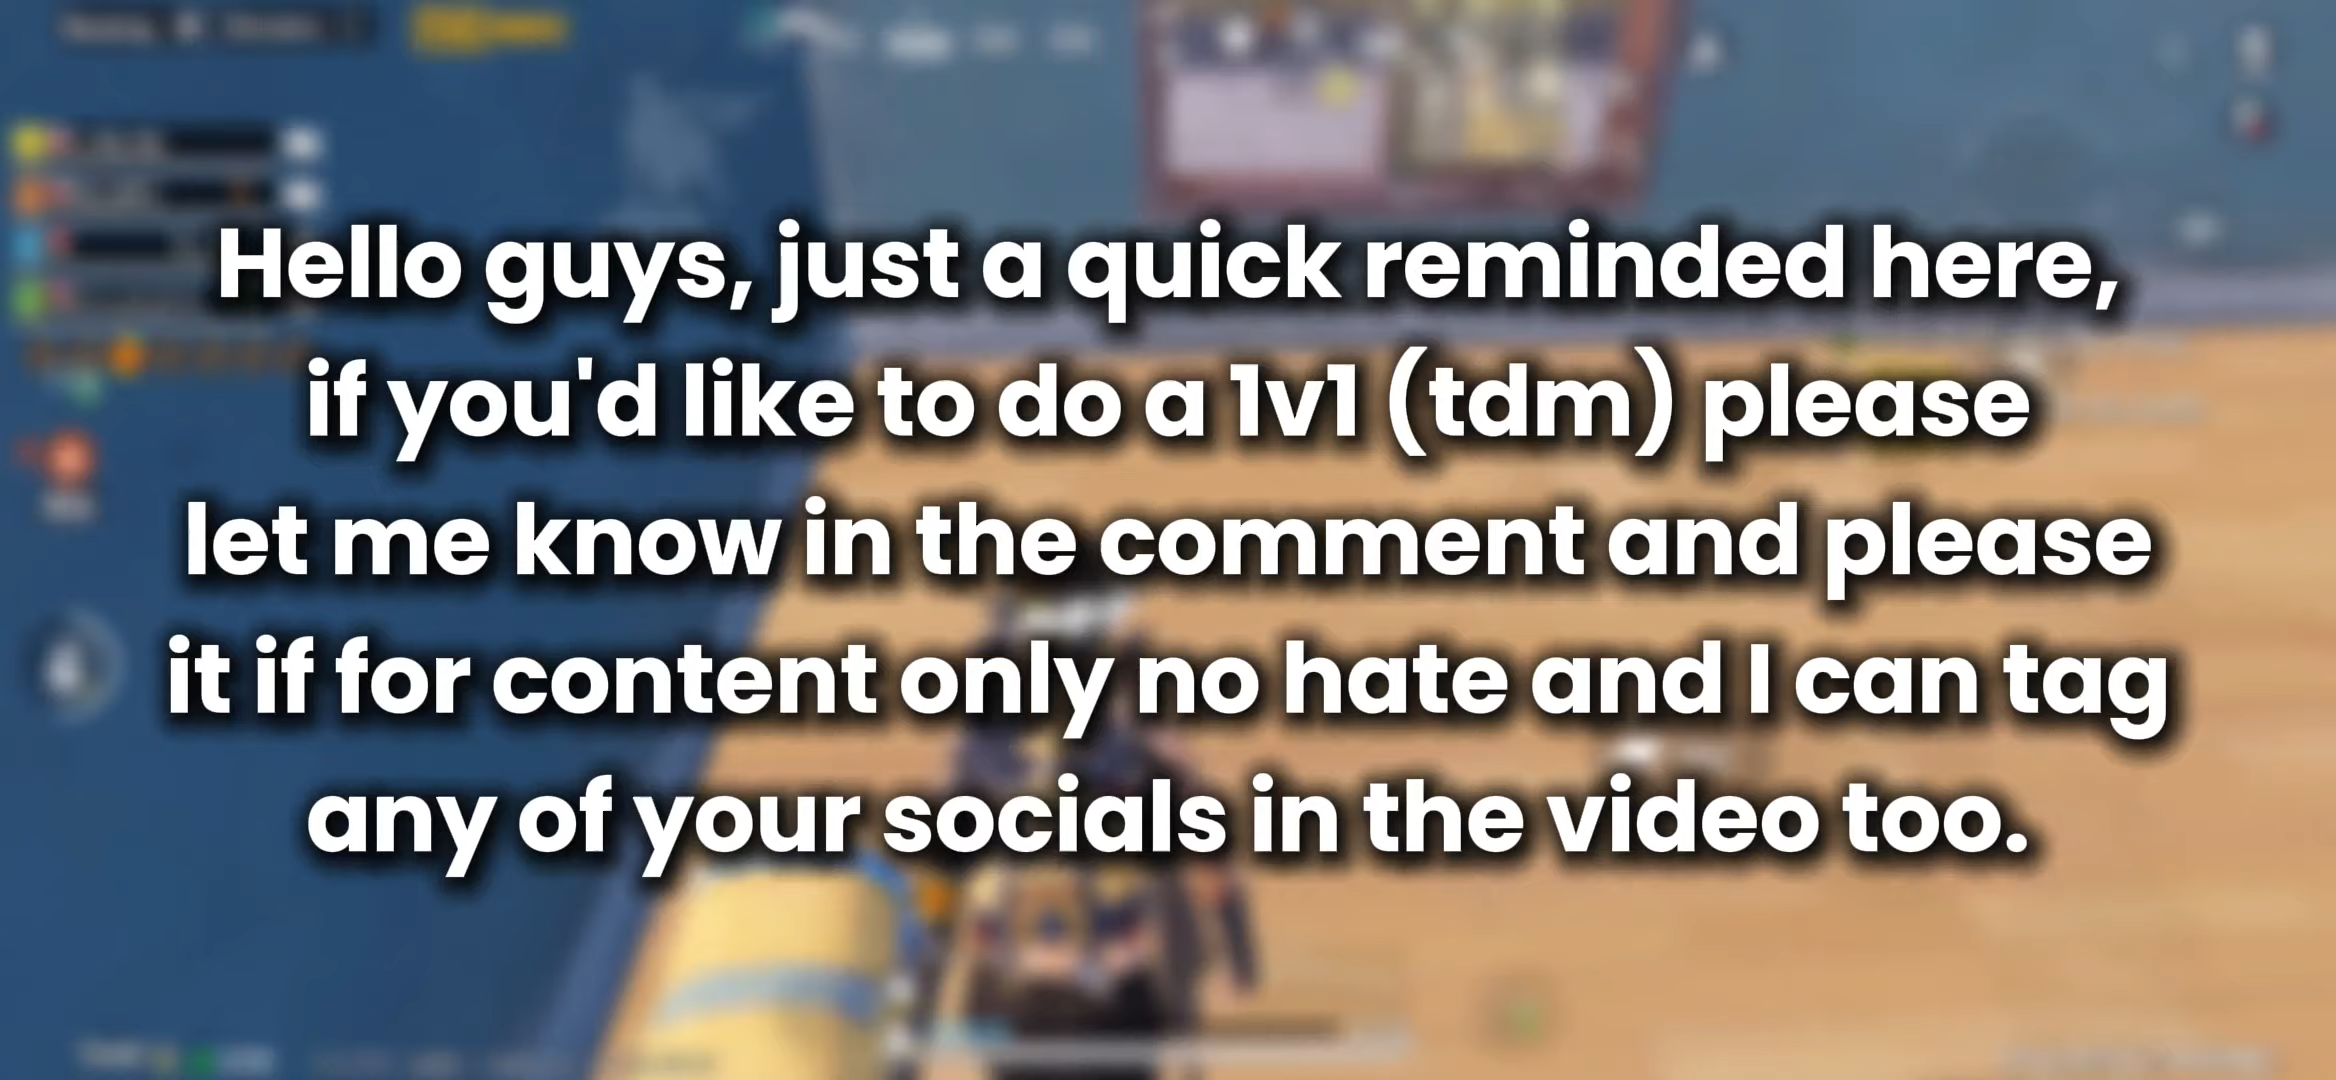 Hello guys, just a quick reminded here,
if you'd like to do a 1v1 (tdm) please
let me know in the comment and please
it if for content only no hate and I can tag
any of your socials in the video too.